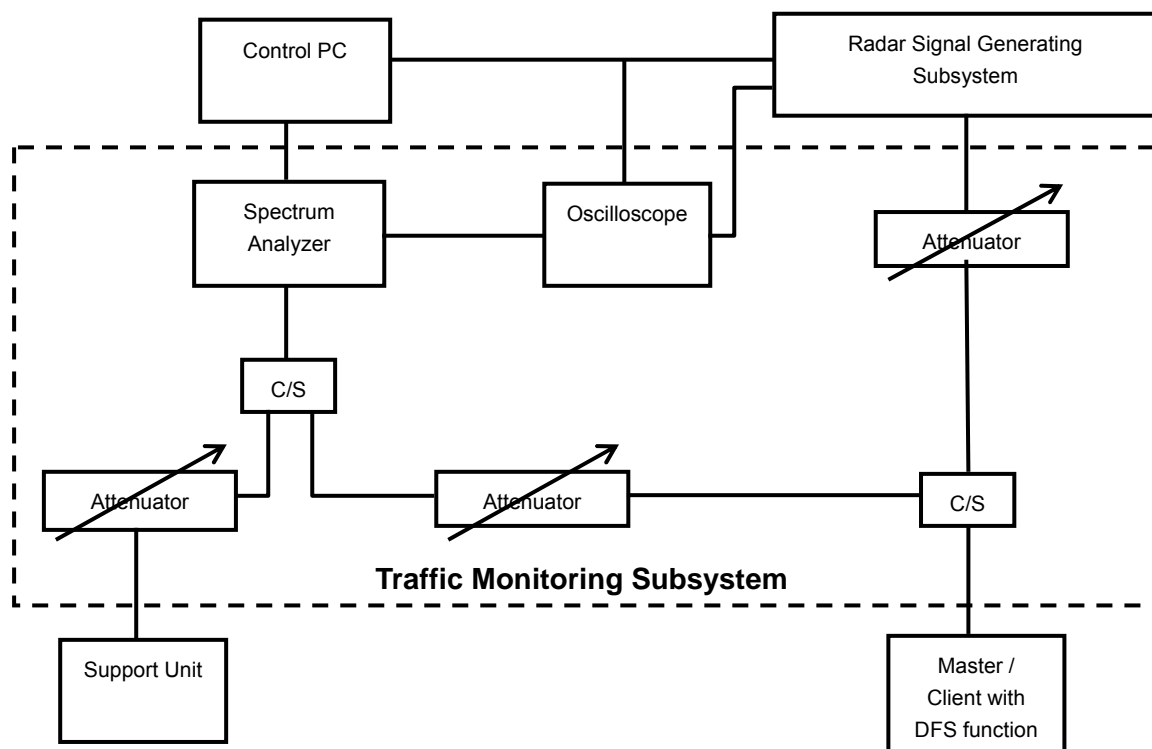 Control PC
Radar Signal Generating
Subsystem
Spectrum
Analyzer
Oscilloscope
Attenuator
C/S
Attenuator
Attenuator
C/S
Traffic Monitoring Subsystem
Support Unit
Master /
Client with
DFS function